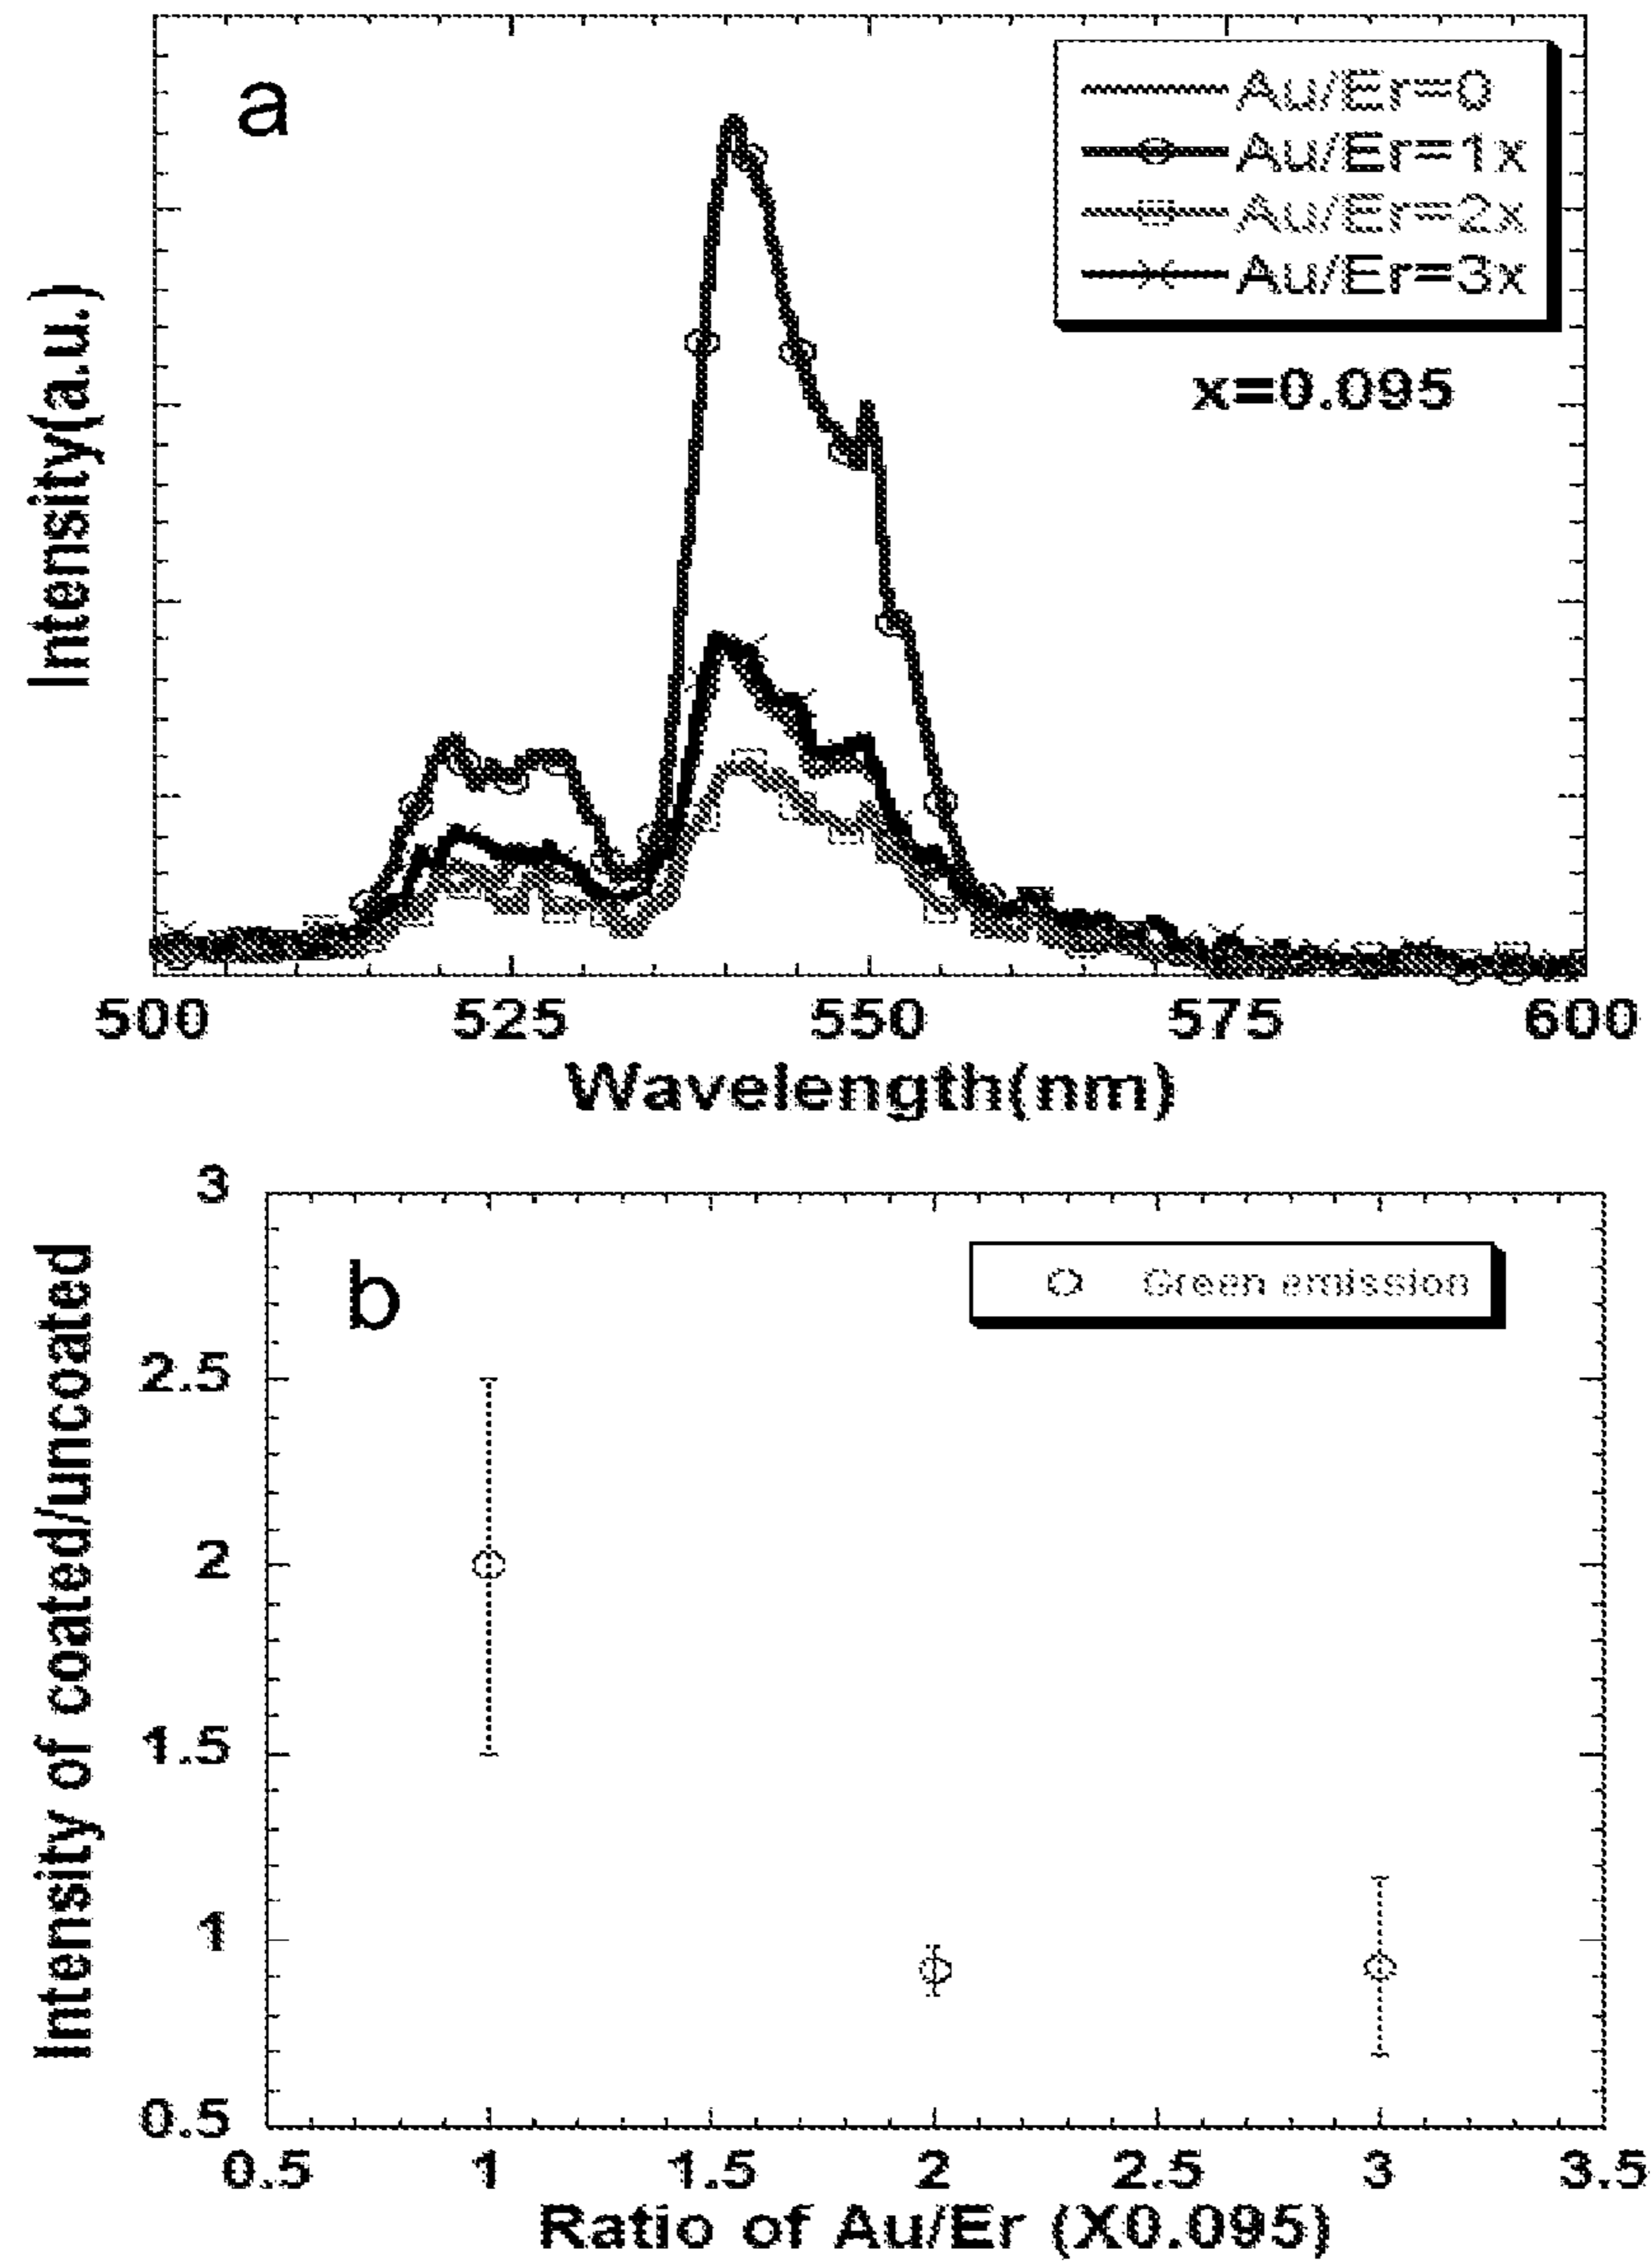 a
Au/Er=0
Au/Er=1x
Au/Er=2x
Au/Er=3x
x=0.095
Intensity(a.u.)
500 525 550 575 600
Wavelength(nm)
b
Green emission
3
2.5
2
1.5
1
0.5
Intensity of coated/uncoated
0.5 1 1.5 2 2.5 3 3.5
Ratio of Au/Er (X0.095)